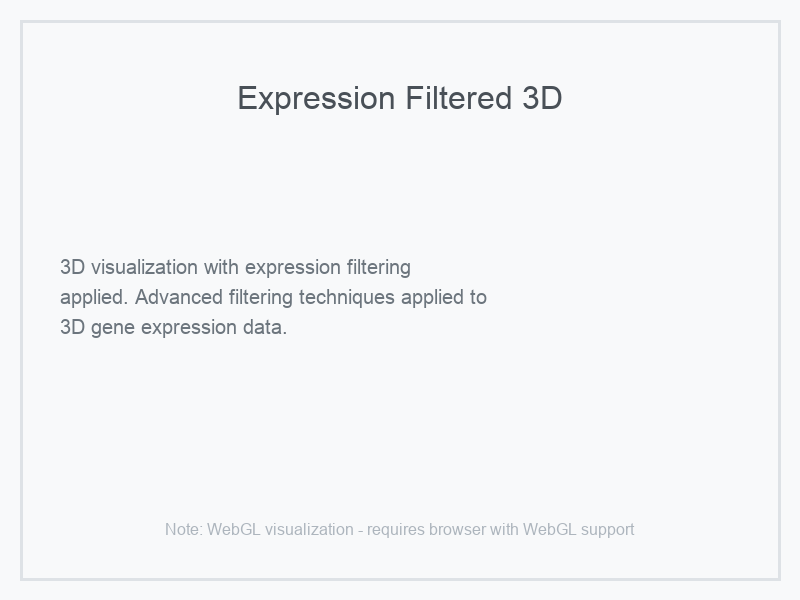 Expression Filtered 3D
3D visualization with expression filtering
applied. Advanced filtering techniques applied to
3D gene expression data.
Note: WebGL visualization - requires browser with WebGL support